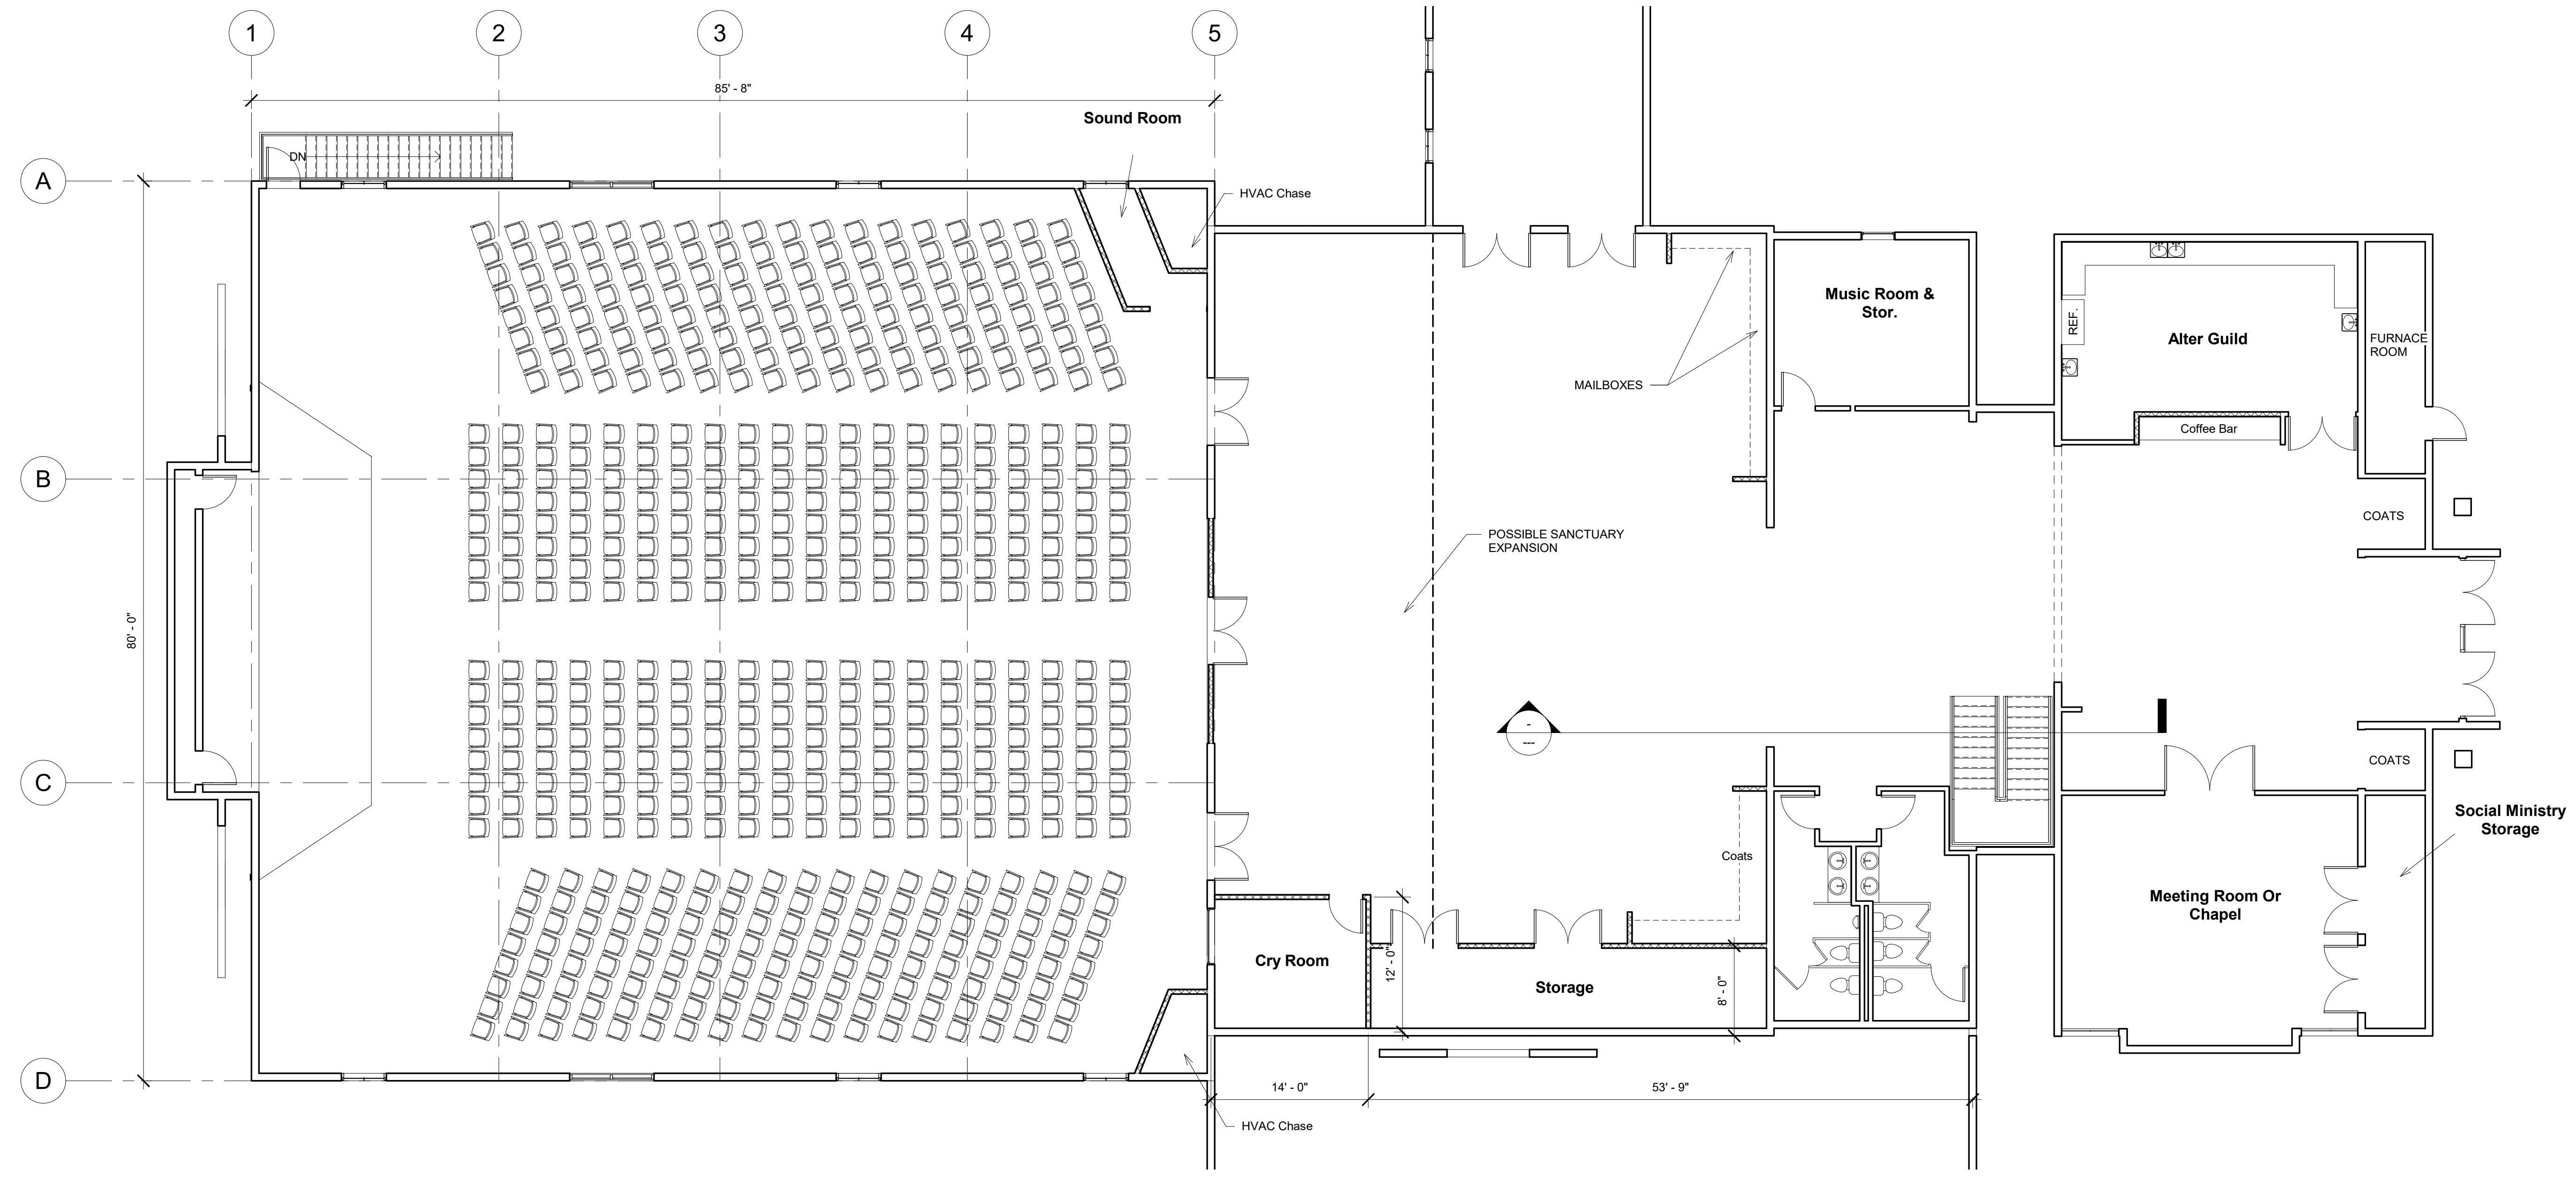 1
2
3
4
5
85' - 8"
Sound Room
DN
A
HVAC Chase
Music Room &
Stor.
REF.
Alter Guild
FURNACE
ROOM
MAILBOXES
Coffee Bar
B
COATS
POSSIBLE SANCTUARY
EXPANSION
80' - 0"
-
---
COATS
C
Social Ministry
Storage
Coats
Meeting Room Or
Chapel
Cry Room
12' - 0"
Storage
8' - 0"
D
14' - 0"
53' - 9"
HVAC Chase